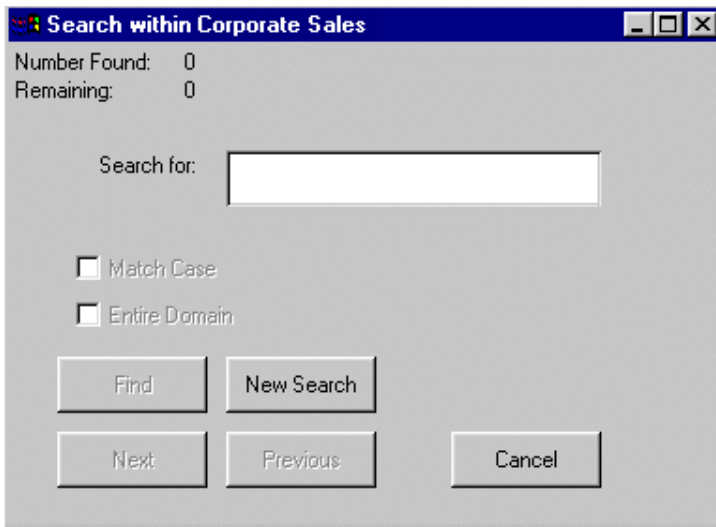 Search within Corporate Sales
Number Found: 0
Remaining: 0
Search for:
Match Case
Entire Domain
Find New Search
Next Previous Cancel